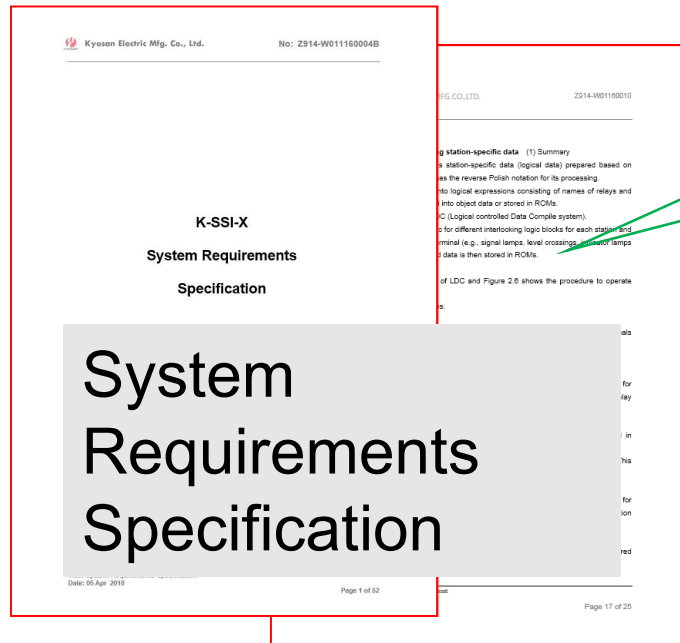 Kyosan Electric Mfg. Co., Ltd. No: Z914-W011160004B
K-SSI-X
System Requirements
Specification
System
Requirements
Specification
Date: 05 Apr 2018
Page 1 of 52
MFG.CO.,LTD. Z914-W01160010
station-specific data (1) Summary
station-specific data (logical data) prepared based on
the reverse Polish notation for its processing.
logical expressions consisting of names of relays and
into object data or stored in ROMs.
(Logical controlled Data Compile system).
for different interlocking logic blocks for each station and
(e.g., signal lamps, level crossings, indicator lamps
data is then stored in ROMs.
of LDC and Figure 2.6 shows the procedure to operate
for
in
for
Page 17 of 25